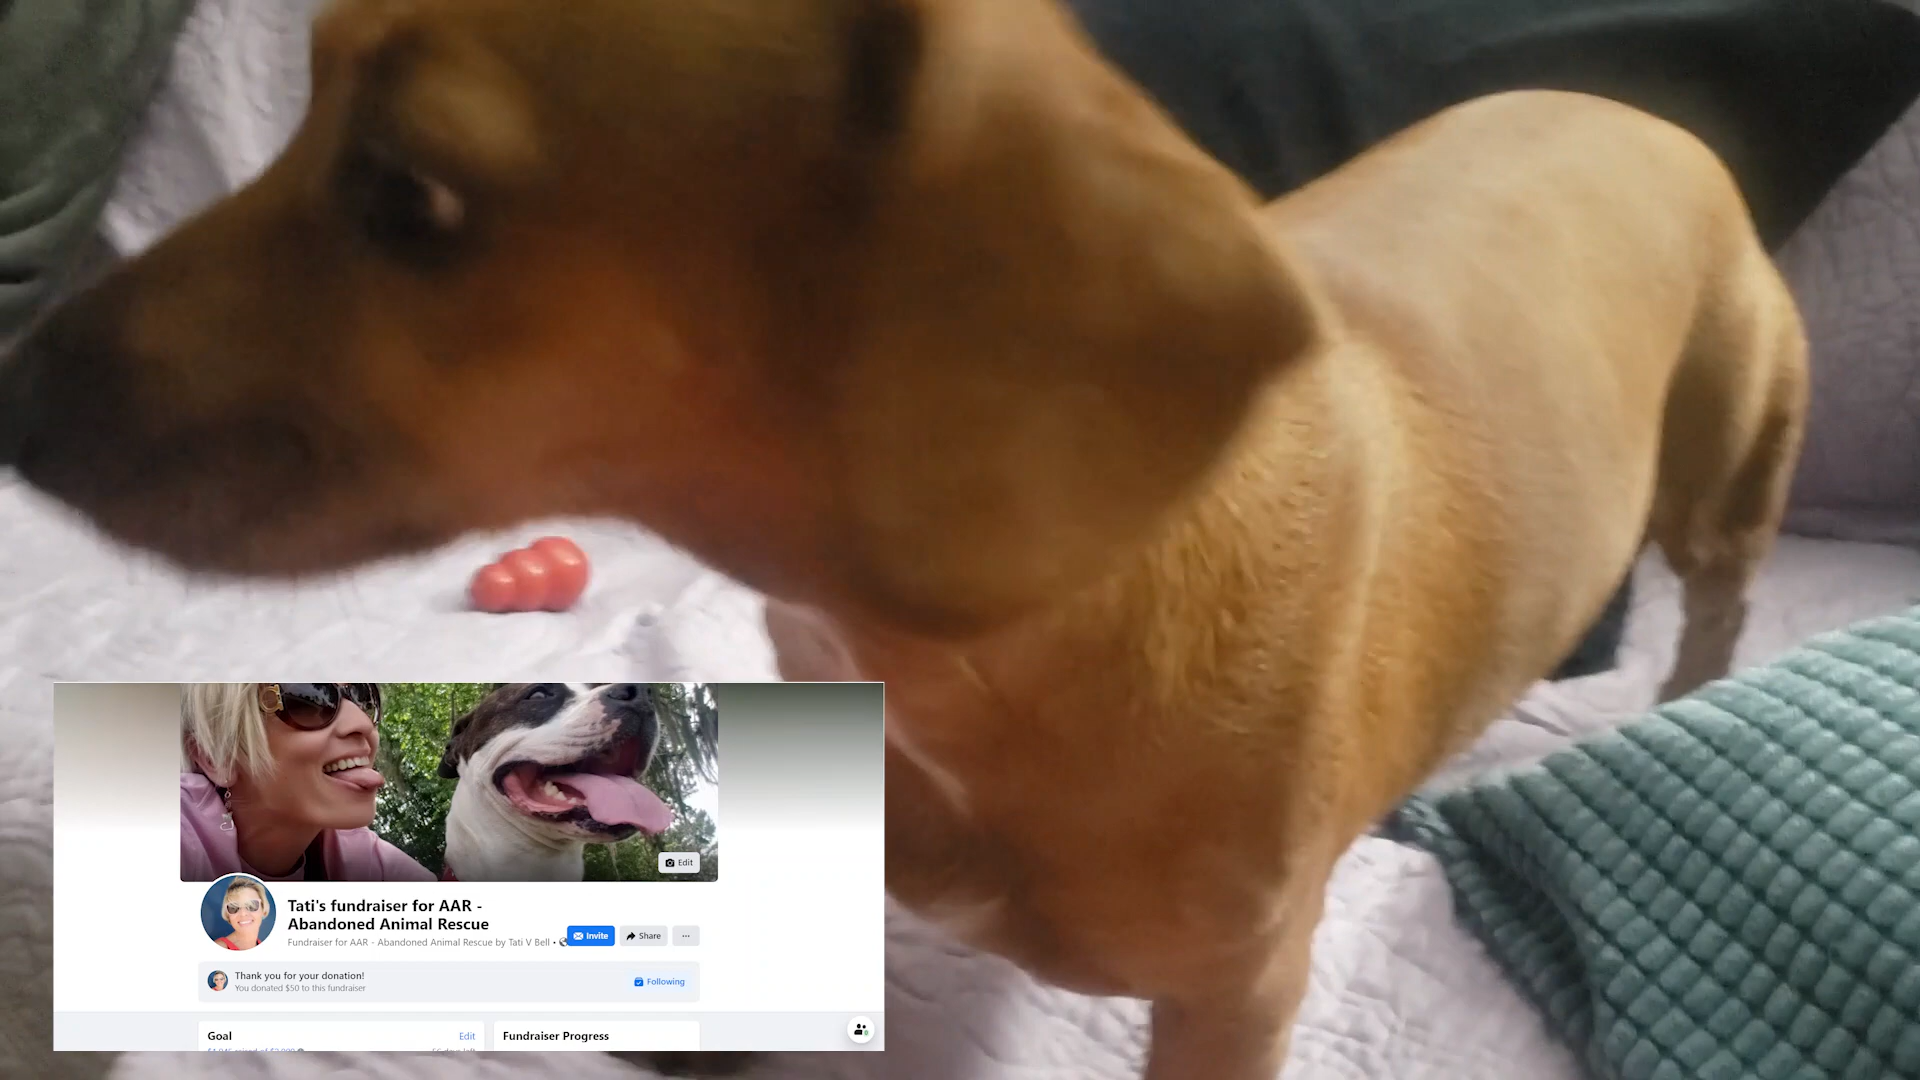 Edit
Tati's fundraiser for AAR -
Abandoned Animal Rescue
Fundraiser for AAR - Abandoned Animal Rescue by Tati V Bell •
Invite
Share
Thank you for your donation!
You donated $50 to this fundraiser
Following
Goal
Edit
Fundraiser Progress